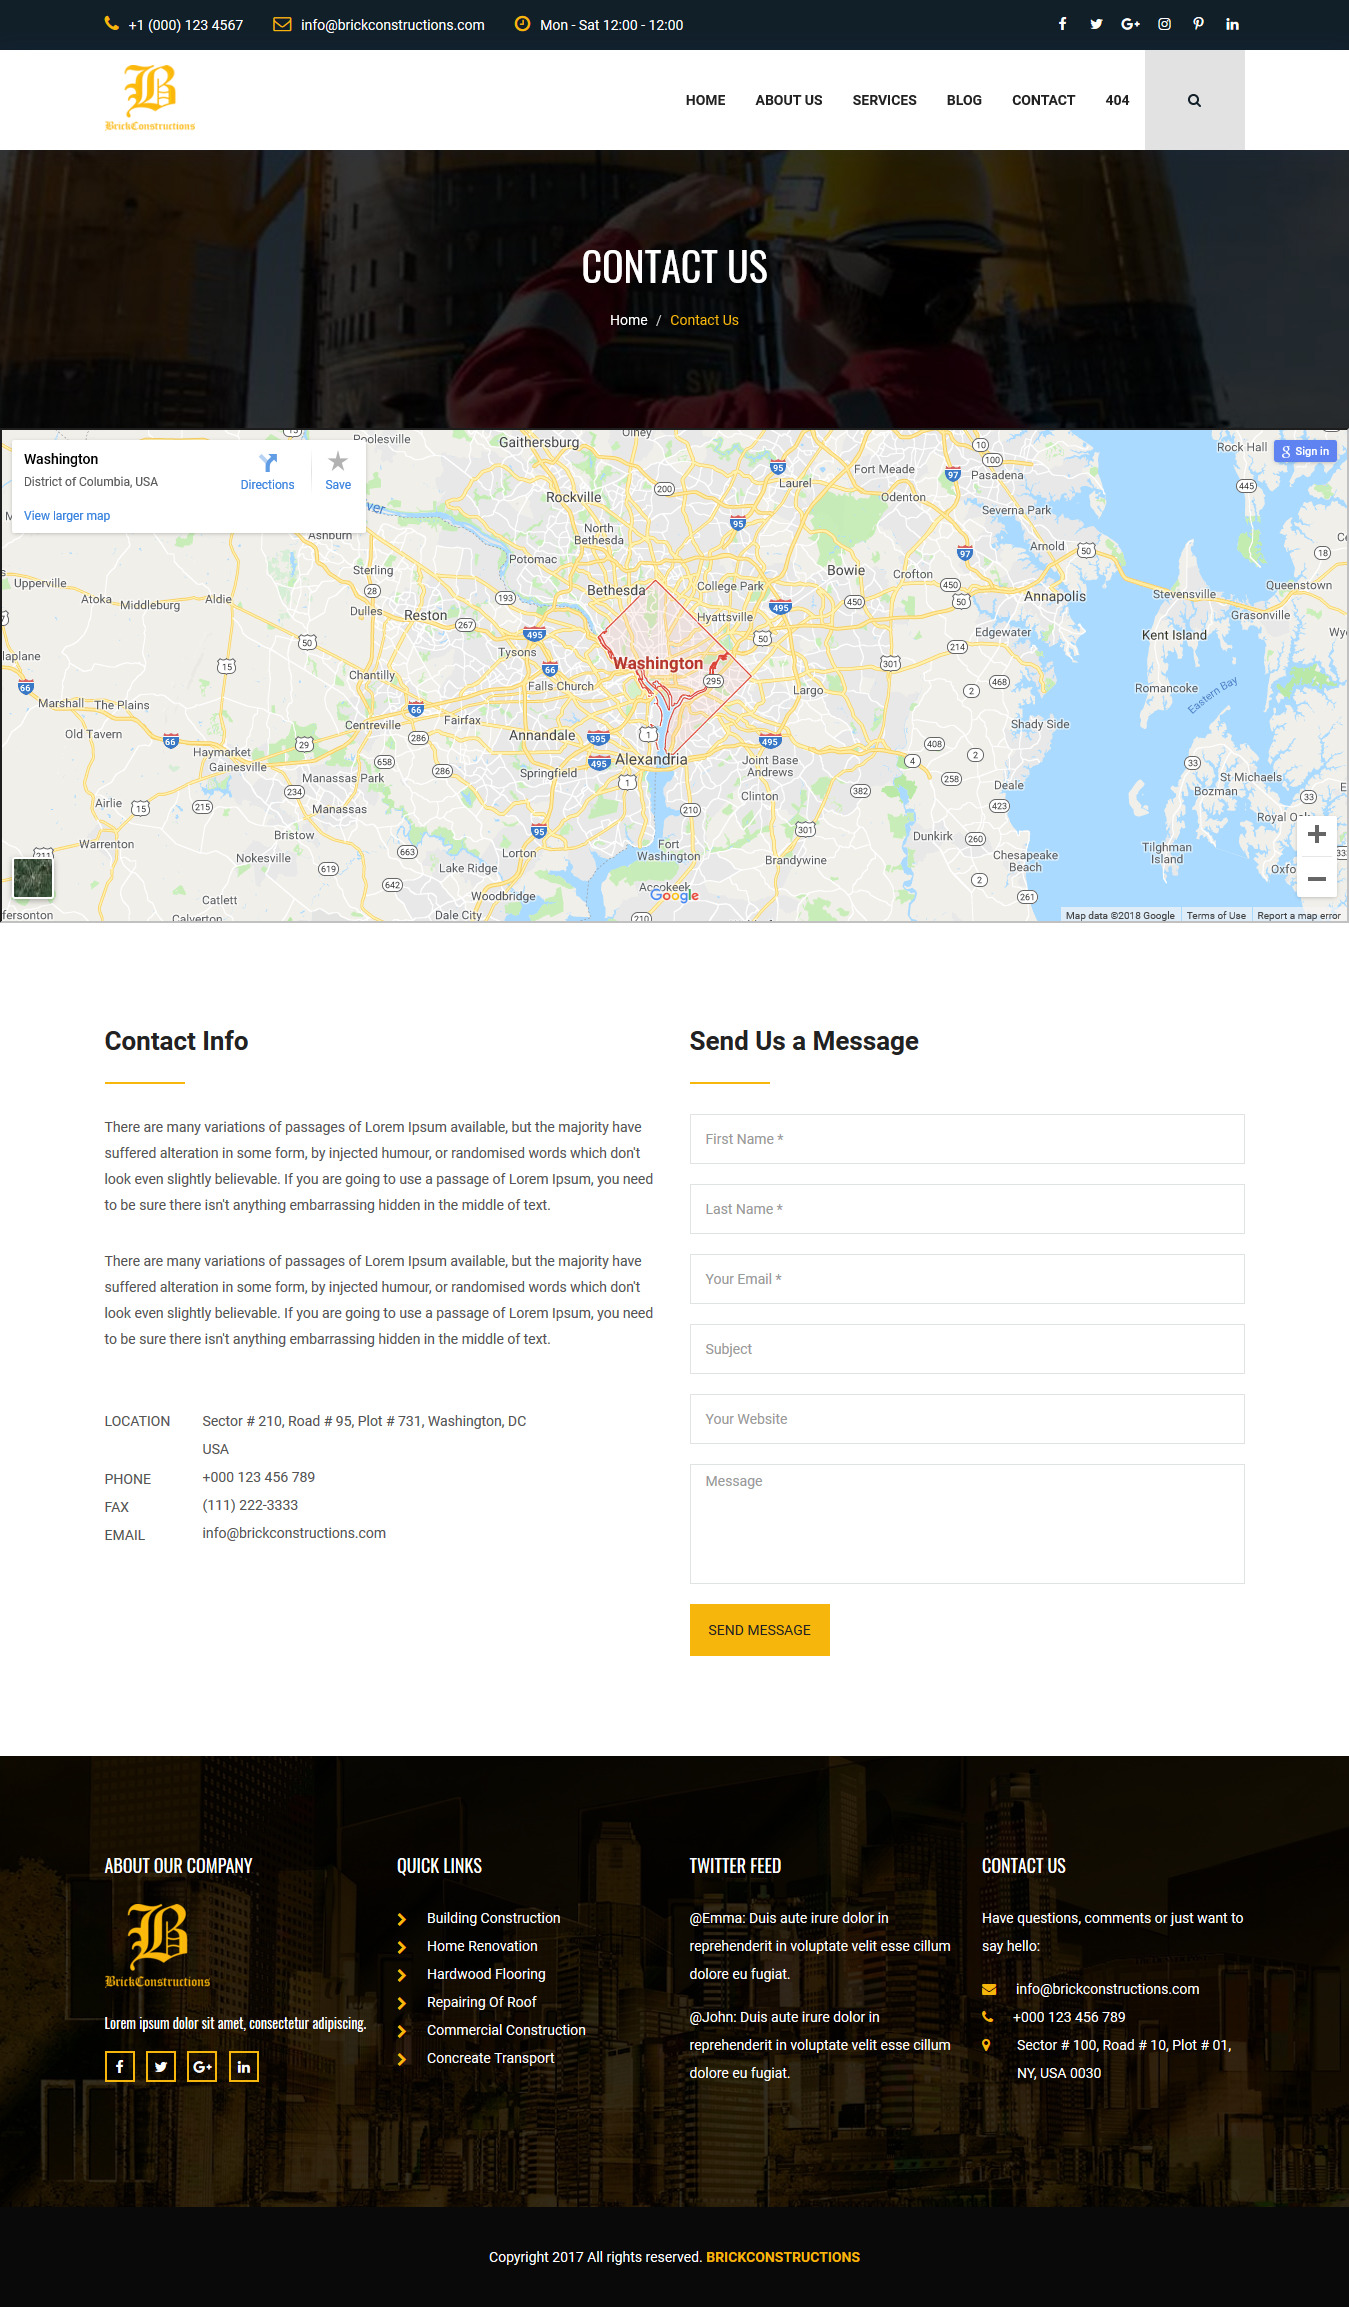 +1 (000) 123 4567 info@brickconstructions.com Mon - Sat 12:00 - 12:00
BrickConstructions
HOME ABOUT US SERVICES BLOG CONTACT 404
CONTACT US
Home / Contact Us
Washington
District of Columbia, USA
Directions
Save
View larger map
Sign in
Poolesville
Gaithersburg
Olney
Rock Hall
Laurel
Fort Meade
Pasadena
Rockville
Odenton
Severna Park
North
Bethesda
Ashburn
Potomac
Arnold
Sterling
Bethesda
College Park
Bowie
Crofton
Upperville
Atoka
Middleburg
Aldie
Dulles
Reston
Hyattsville
Annapolis
Stevensville
Queenstown
Grasonville
Tysons
Edgewater
Kent Island
Washington
Chantilly
Falls Church
Largo
Romancoke
Eastern Bay
Marshall
The Plains
Centreville
Fairfax
Shady Side
Old Tavern
Annandale
Haymarket
Gainesville
Alexandria
Joint Base
Andrews
Manassas Park
Springfield
St Michaels
Bozman
Airlie
Manassas
Clinton
Deale
Bristow
Warrenton
Nokesville
Lorton
Fort
Washington
Dunkirk
Chesapeake
Beach
Tilghman
Island
Lake Ridge
Brandywine
Woodbridge
Accokeek
Catlett
Calverton
Dale City
Google
Map data ©2018 Google Terms of Use Report a map error
Contact Info
There are many variations of passages of Lorem Ipsum available, but the majority have
suffered alteration in some form, by injected humour, or randomised words which don't
look even slightly believable. If you are going to use a passage of Lorem Ipsum, you need
to be sure there isn't anything embarrassing hidden in the middle of text.
There are many variations of passages of Lorem Ipsum available, but the majority have
suffered alteration in some form, by injected humour, or randomised words which don't
look even slightly believable. If you are going to use a passage of Lorem Ipsum, you need
to be sure there isn't anything embarrassing hidden in the middle of text.
LOCATION Sector # 210, Road # 95, Plot # 731, Washington, DC
USA
PHONE +000 123 456 789
FAX (111) 222-3333
EMAIL info@brickconstructions.com
Send Us a Message
First Name *
Last Name *
Your Email *
Subject
Your Website
Message
SEND MESSAGE
ABOUT OUR COMPANY
BrickConstructions
Lorem ipsum dolor sit amet, consectetur adipiscing.
QUICK LINKS
Building Construction
Home Renovation
Hardwood Flooring
Repairing Of Roof
Commercial Construction
Concreate Transport
TWITTER FEED
@Emma: Duis aute irure dolor in
reprehenderit in voluptate velit esse cillum
dolore eu fugiat.
@John: Duis aute irure dolor in
reprehenderit in voluptate velit esse cillum
dolore eu fugiat.
CONTACT US
Have questions, comments or just want to
say hello:
info@brickconstructions.com
+000 123 456 789
Sector # 100, Road # 10, Plot # 01,
NY, USA 0030
Copyright 2017 All rights reserved. BRICKCONSTRUCTIONS